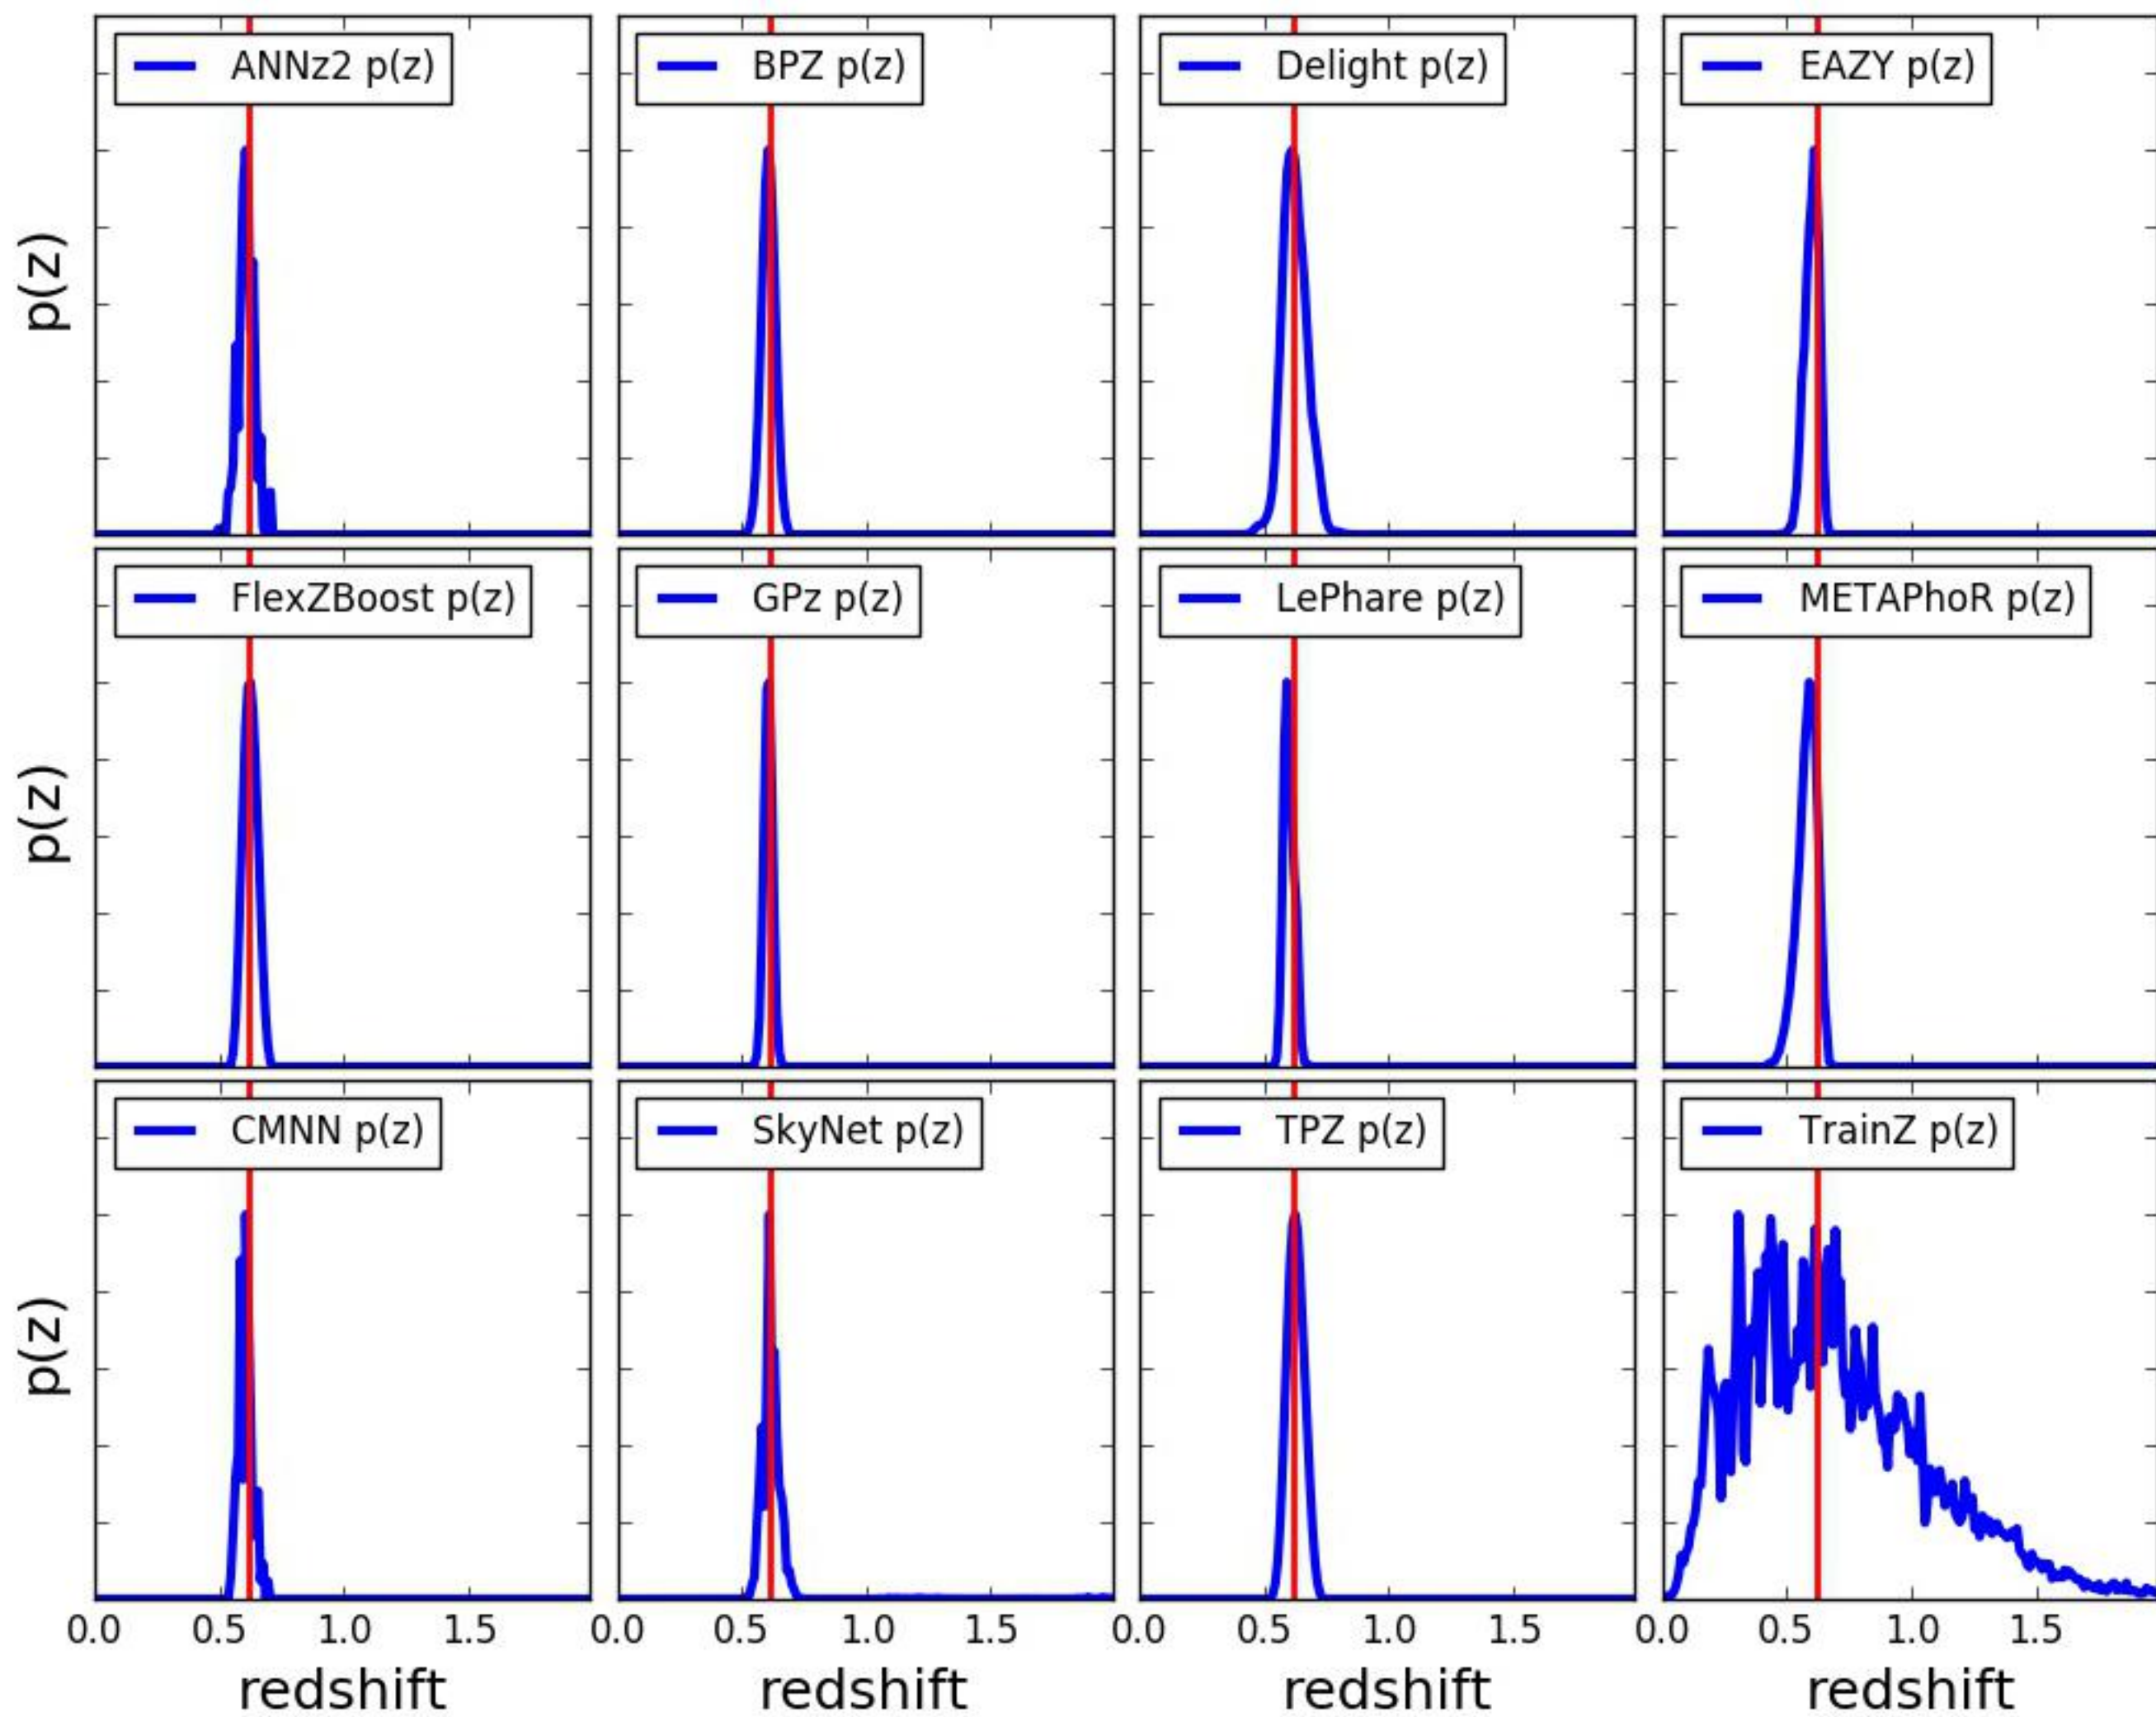 ANNz2 p(z)
BPZ p(z)
Delight p(z)
EAZY p(z)
p(z)
FlexZBoost p(z)
GPz p(z)
LePhare p(z)
METAPhoR p(z)
p(z)
CMNN p(z)
SkyNet p(z)
TPZ p(z)
TrainZ p(z)
p(z)
0.0 0.5 1.0 1.5
0.0 0.5 1.0 1.5
0.0 0.5 1.0 1.5
0.0 0.5 1.0 1.5
redshift
redshift
redshift
redshift